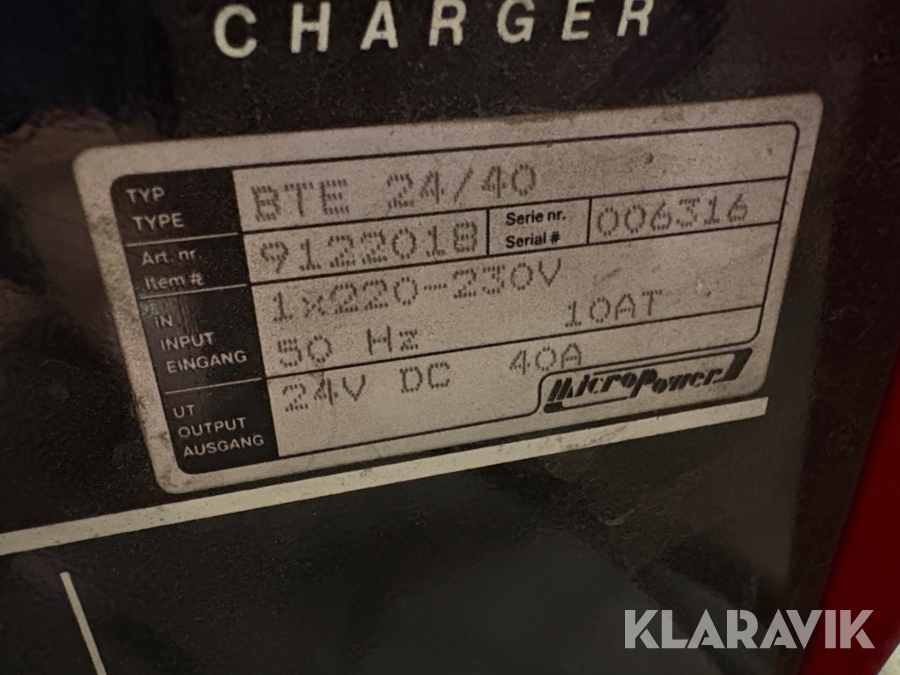 CHARGER
TYP
TYPE
BTE 24/40
Art. nr.
Item #
9122018
Serie nr.
Serial #
006316
IN
INPUT
EINGANG
1x220-230V
50 Hz 10AT
UT
OUTPUT
AUSGANG
24V DC 40A
MicroPower
KLARAVIK